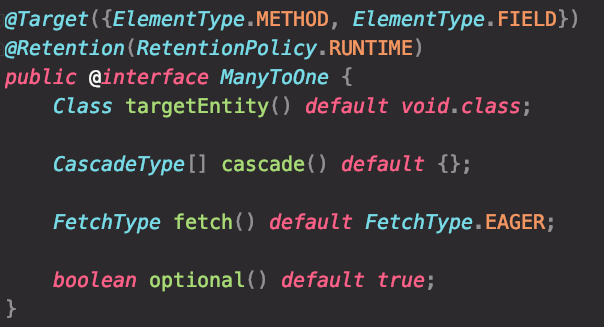 @Target({ElementType.METHOD, ElementType.FIELD})
@Retention(RetentionPolicy.RUNTIME)
public @interface ManyToOne {
    Class targetEntity() default void.class;
    CascadeType[] cascade() default {};
    FetchType fetch() default FetchType.EAGER;
    boolean optional() default true;
}